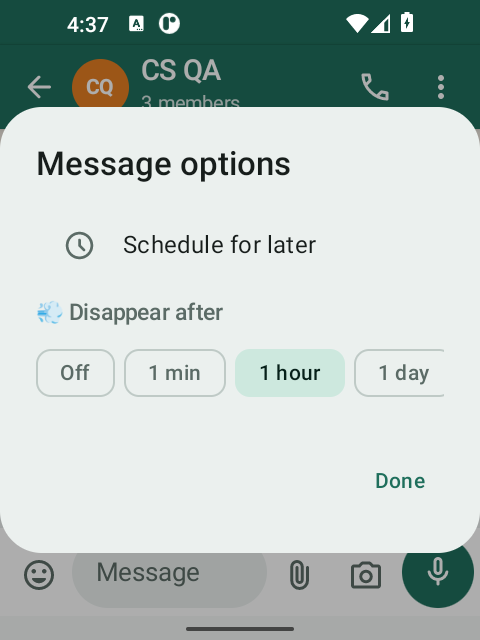 4:37
A
CQ
CS QA
3 members
Message options
Schedule for later
💨 Disappear after
Off
1 min
1 hour
1 day
Done
Message